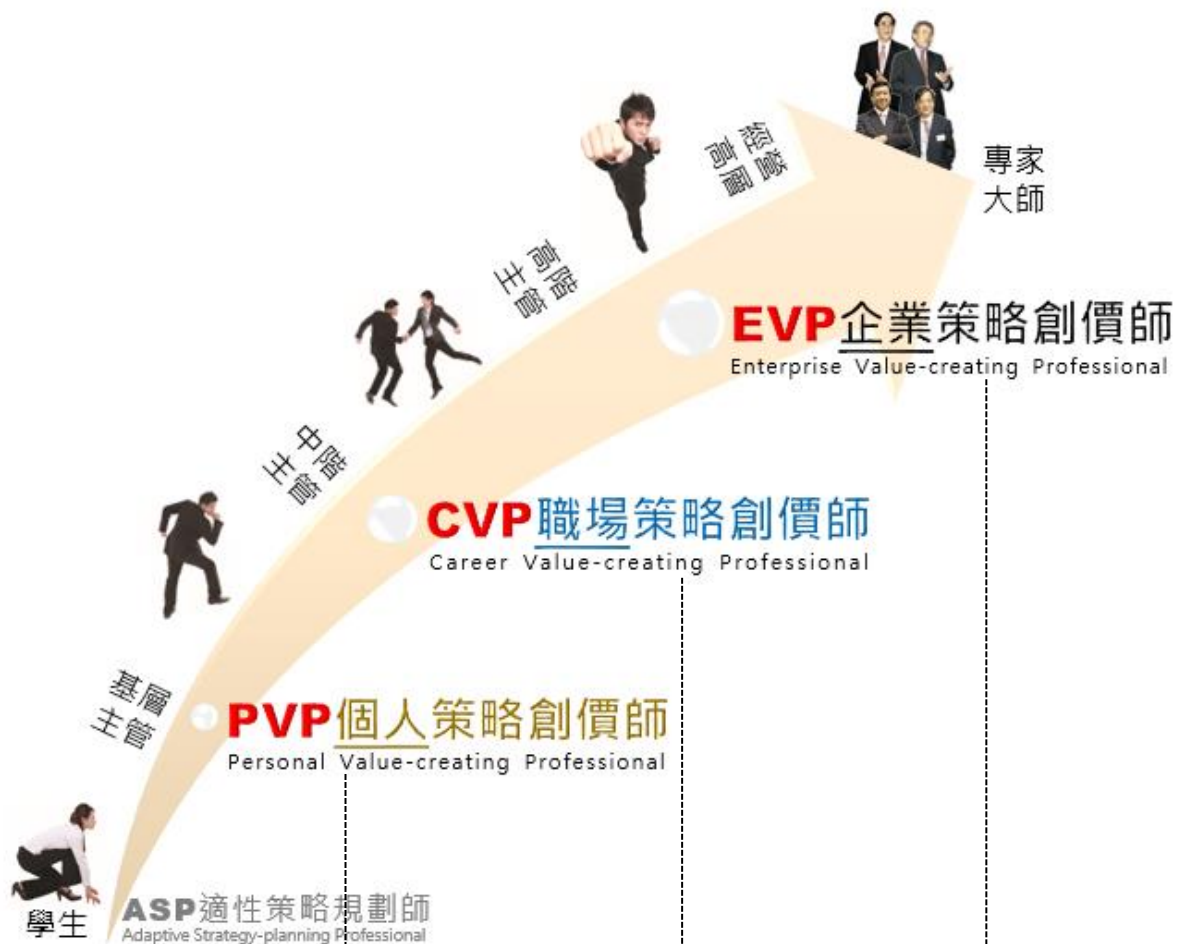 專家
大師
經營
高層
高階
主管
EVP企業策略創價師
Enterprise Value-creating Professional
中階
主管
CVP職場策略創價師
Career Value-creating Professional
基層
主管
PVP個人策略創價師
Personal Value-creating Professional
學生
ASP適性策略規劃師
Adaptive Strategy-planning Professional